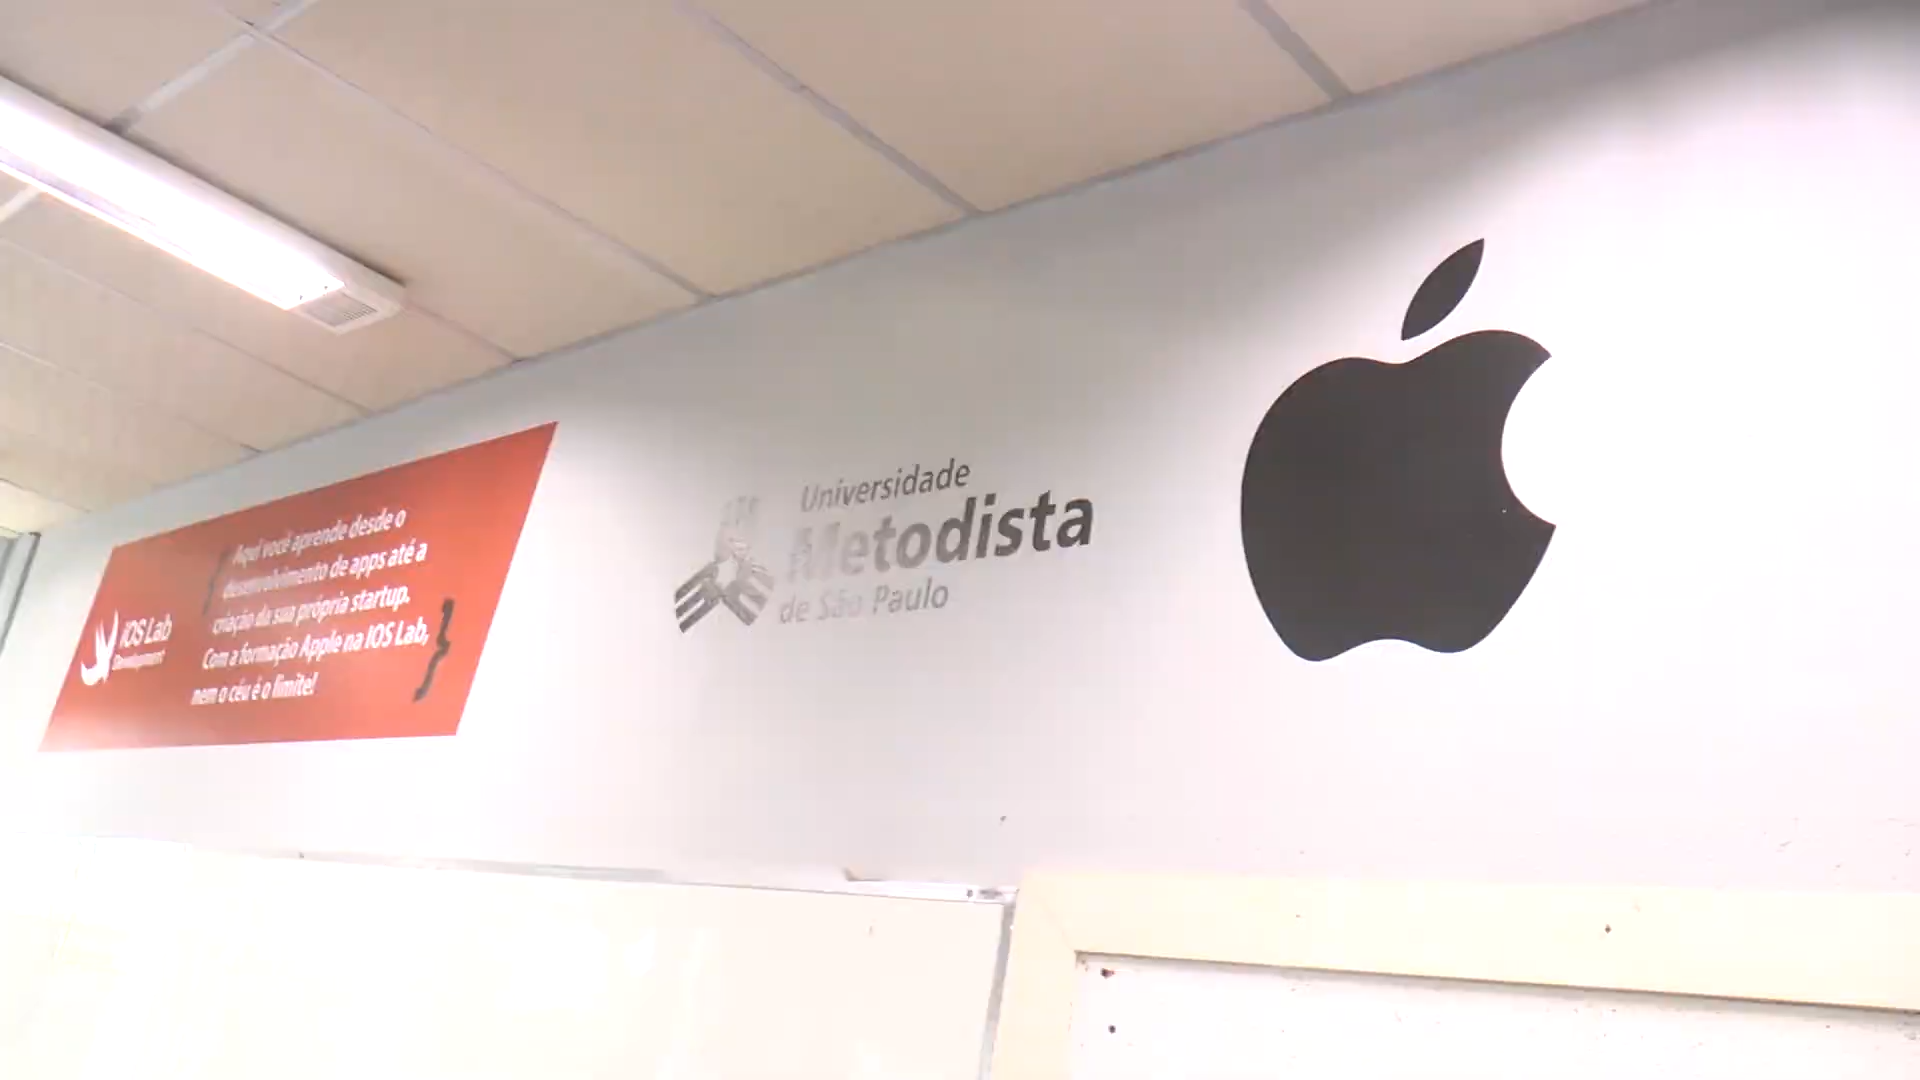 iOS Lab
Development
{ Aqui você aprende desde o
desenvolvimento de apps até a
criação da sua própria startup.
Com a formação Apple na IOS Lab,
nem o céu é o limite! }
Universidade
Metodista
de São Paulo